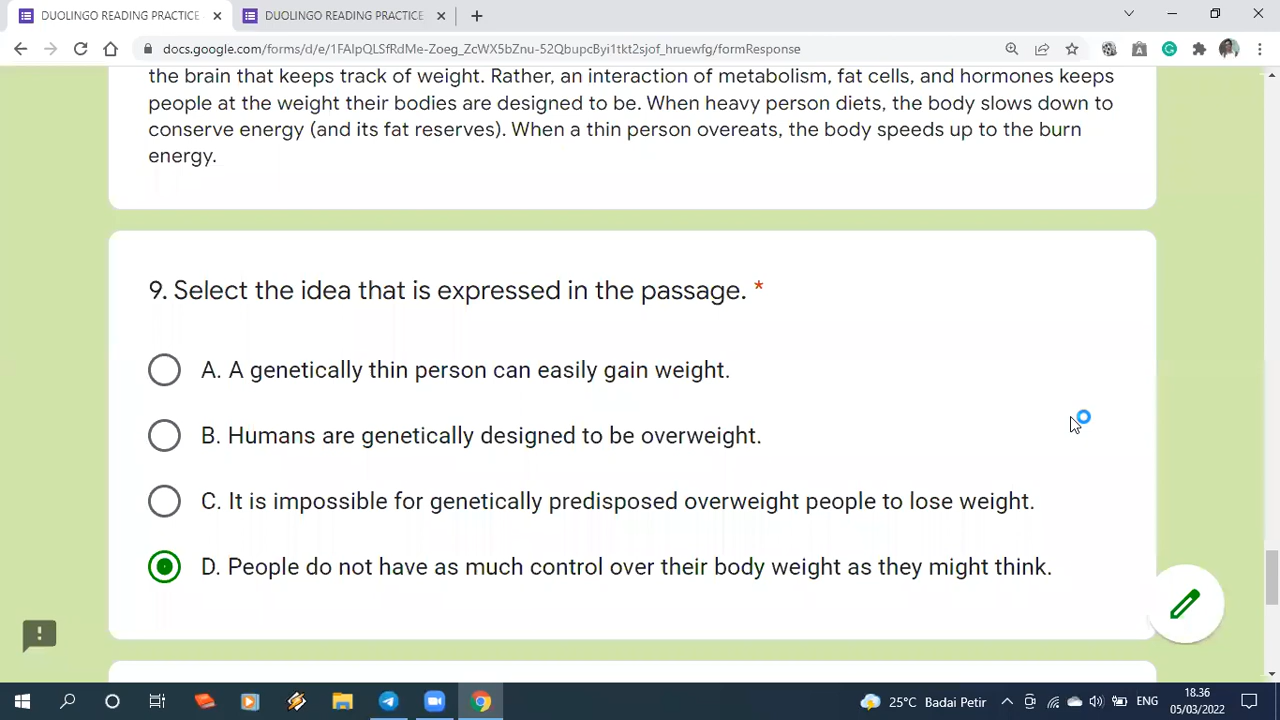 DUOLINGO READING PRACTICE
DUOLINGO READING PRACTICE
docs.google.com/forms/d/e/1FAIpQLSfRdMe-Zoeg_ZcWX5bZnu-52QbupcByi1tkt2sjof_hruewfg/formResponse
the brain that keeps track of weight. Rather, an interaction of metabolism, fat cells, and hormones keeps
people at the weight their bodies are designed to be. When heavy person diets, the body slows down to
conserve energy (and its fat reserves). When a thin person overeats, the body speeds up to the burn
energy.
9. Select the idea that is expressed in the passage. *
A. A genetically thin person can easily gain weight.
B. Humans are genetically designed to be overweight.
C. It is impossible for genetically predisposed overweight people to lose weight.
D. People do not have as much control over their body weight as they might think.
25°C Badai Petir
ENG
18.36
05/03/2022